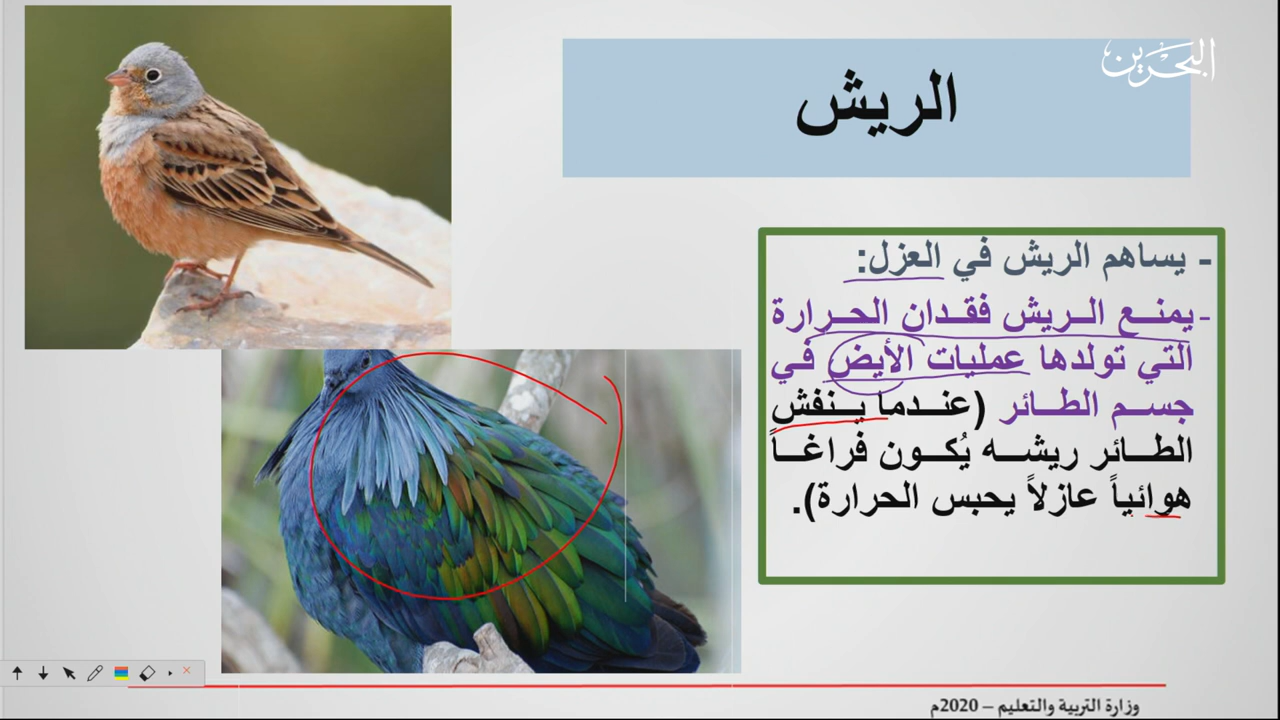 البحرين
الريش
- يساهم الريش في العزل:
-يمنع الريش فقدان الحرارة
التي تولدها عمليات الأيض في
جسم الطائر (عندما ينفش
الطائر ريشه يُكون فراغاً
هوائياً عازلاً يحبس الحرارة).
وزارة التربية والتعليم – 2020م